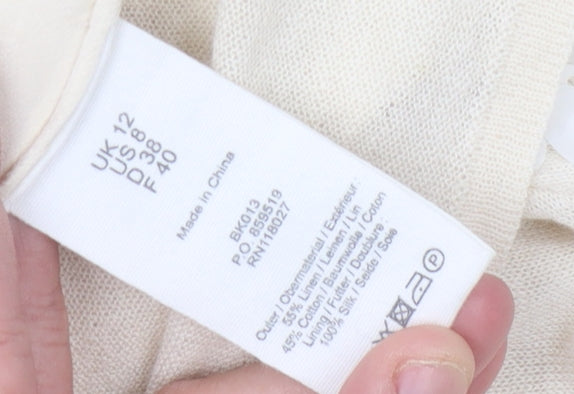 UK 12
US 8
D 38
F 40
Made in China
BK013
P.O. 859519
RN118027
Outer / Obermaterial / Extérieur :
55% Linen / Leinen / Lin
45% Cotton / Baumwolle / Coton
Lining / Futter / Doublure :
100% Silk / Seide / Soie
P